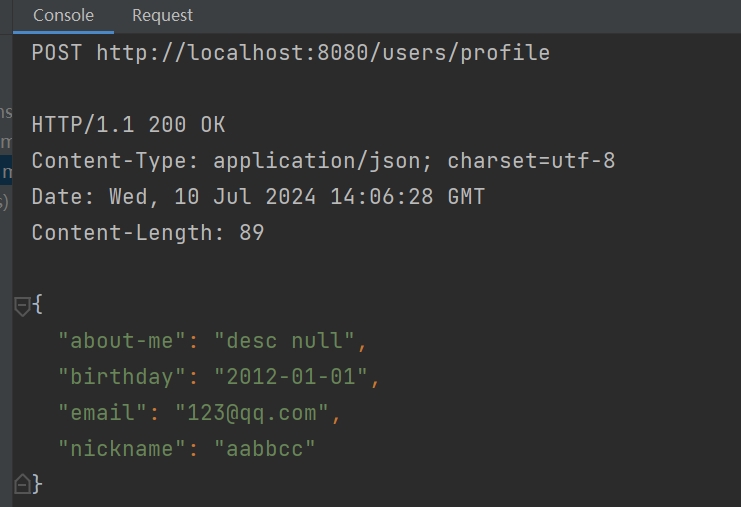 Console Request
POST http://localhost:8080/users/profile
HTTP/1.1 200 OK
Content-Type: application/json; charset=utf-8
Date: Wed, 10 Jul 2024 14:06:28 GMT
Content-Length: 89
{
"about-me": "desc null",
"birthday": "2012-01-01",
"email": "123@qq.com",
"nickname": "aabbcc"
}